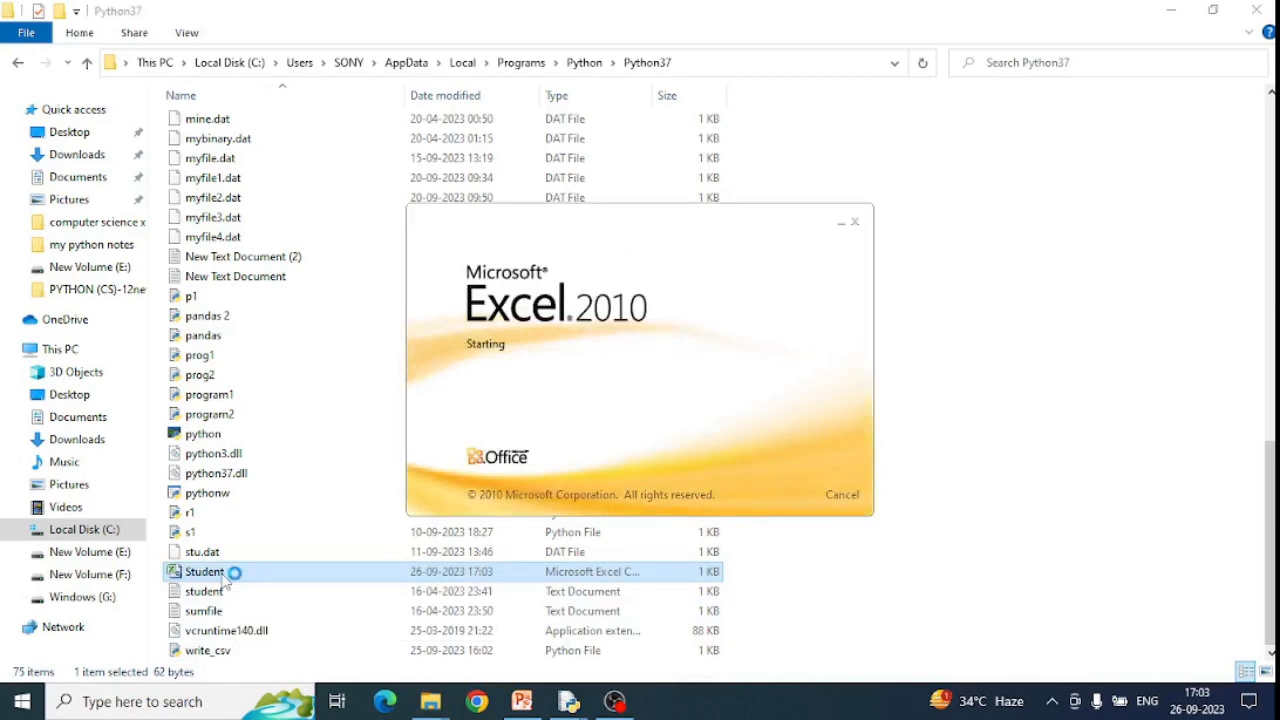 Python37
File Home Share View
This PC Local Disk (C:) Users SONY AppData Local Programs Python Python37
Search Python37
Name Date modified Type Size
Quick access
Desktop
Downloads
Documents
Pictures
computer science x
my python notes
New Volume (E:)
PYTHON (CS)-12ne
OneDrive
This PC
3D Objects
Desktop
Documents
Downloads
Music
Pictures
Videos
Local Disk (C:)
New Volume (E:)
New Volume (F:)
Windows (G:)
Network
mine.dat 20-04-2023 00:50 DAT File 1 KB
mybinary.dat 20-04-2023 01:15 DAT File 1 KB
myfile.dat 15-09-2023 13:19 DAT File 1 KB
myfile1.dat 20-09-2023 09:34 DAT File 1 KB
myfile2.dat 20-09-2023 09:50 DAT File 1 KB
myfile3.dat
myfile4.dat
New Text Document (2)
New Text Document
p1
pandas 2
pandas
prog1
prog2
program1
program2
python
python3.dll
python37.dll
pythonw
r1
s1 10-09-2023 18:27 Python File 1 KB
stu.dat 11-09-2023 13:46 DAT File 1 KB
Student 26-09-2023 17:03 Microsoft Excel C... 1 KB
student 16-04-2023 23:41 Text Document 1 KB
sumfile 16-04-2023 23:50 Text Document 1 KB
vcruntime140.dll 25-03-2019 21:22 Application exten... 88 KB
write_csv 25-09-2023 16:02 Python File 1 KB
Microsoft®
Excel®2010
Starting
Office
© 2010 Microsoft Corporation. All rights reserved.
Cancel
75 items 1 item selected 62 bytes
Type here to search
34°C Haze
ENG
17:03
26-09-2023